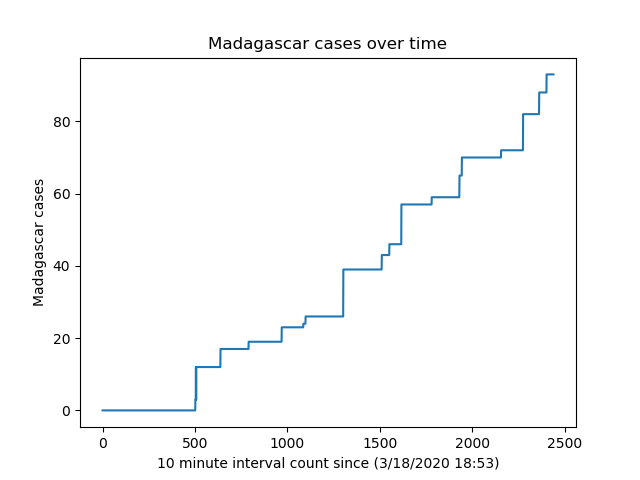 Madagascar cases over time
Madagascar cases
80
60
40
20
0
0 500 1000 1500 2000 2500
10 minute interval count since (3/18/2020 18:53)